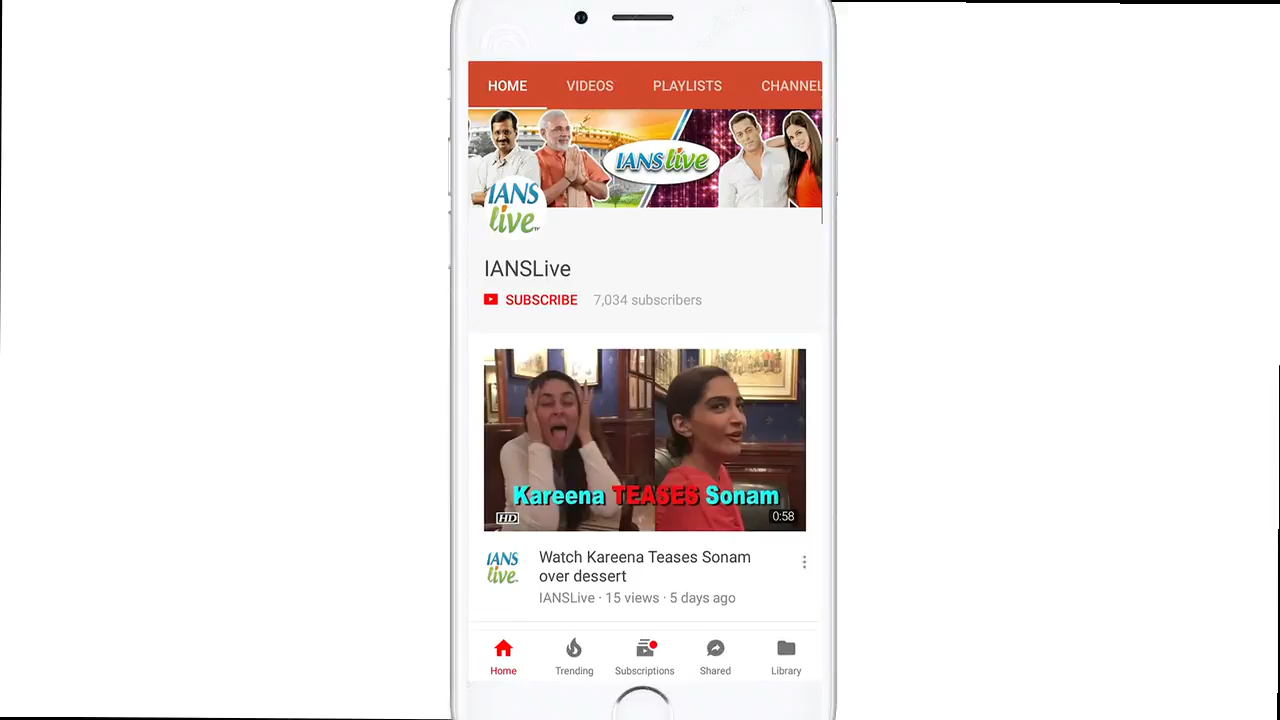 HOME VIDEOS PLAYLISTS CHANNEL
IANS live
IANS
live
IANSLive
SUBSCRIBE 7,034 subscribers
Kareena TEASES Sonam
HD 0:58
IANS
live
Watch Kareena Teases Sonam
over dessert
IANSLive · 15 views · 5 days ago
Home Trending Subscriptions Shared Library